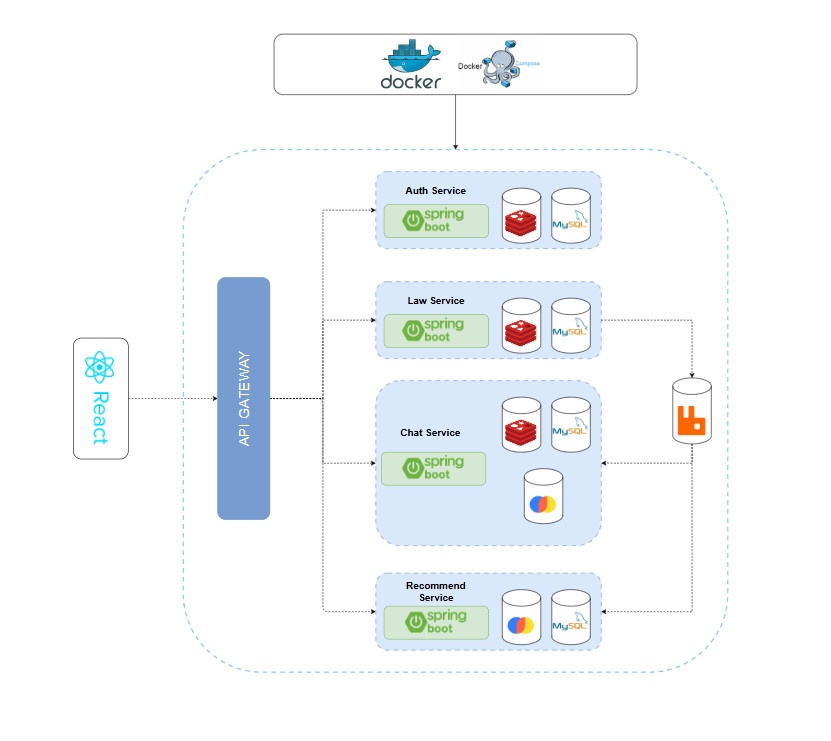 docker
Docker
Compose
Auth Service
spring
boot
MySQL
Law Service
spring
boot
MySQL
React
API GATEWAY
Chat Service
spring
boot
MySQL
Recommend
Service
spring
boot
MySQL